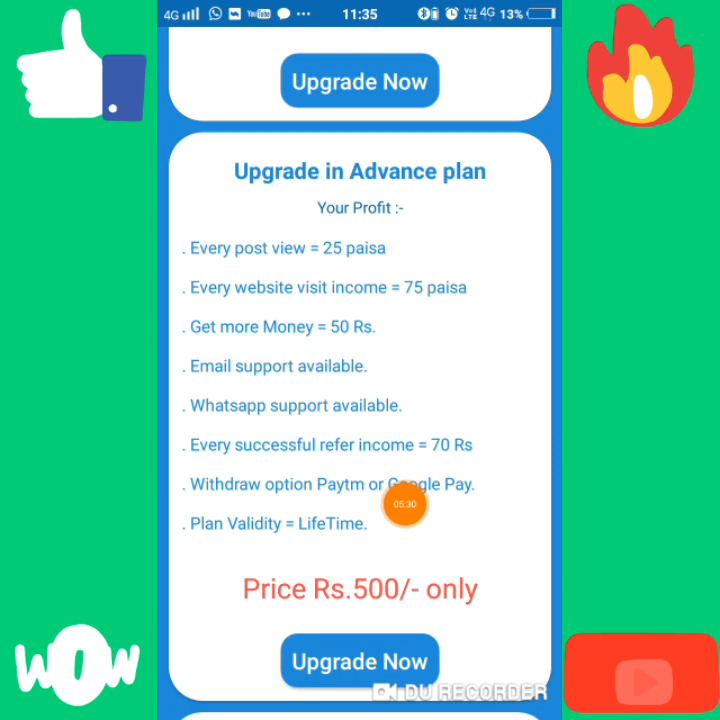 4G YouTube 11:35 VoLTE 4G 13%
Upgrade Now
Upgrade in Advance plan
Your Profit :-
. Every post view = 25 paisa
. Every website visit income = 75 paisa
. Get more Money = 50 Rs.
. Email support available.
. Whatsapp support available.
. Every successful refer income = 70 Rs
. Withdraw option Paytm or Google Pay.
05:30
. Plan Validity = LifeTime.
Price Rs.500/- only
Upgrade Now
DU RECORDER
WOW